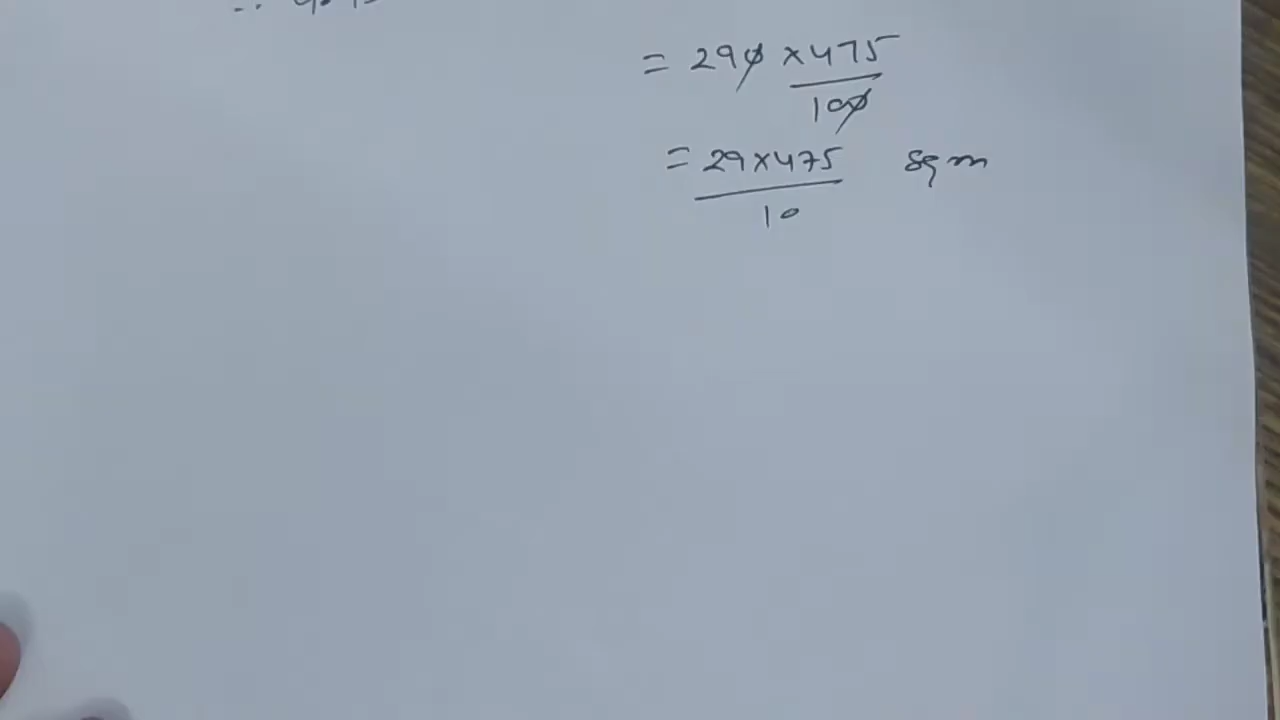 = 290 × 475
100
= 29 × 475 sq m
10